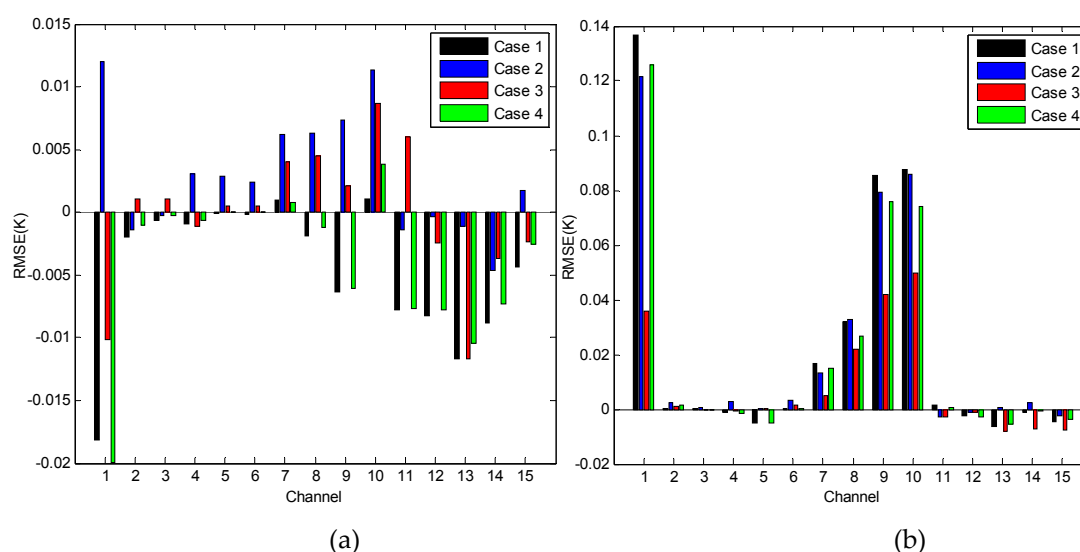 0.015
0.01
0.005
0
-0.005
-0.01
-0.015
-0.02
RMSE(K)
Case 1
Case 2
Case 3
Case 4
1 2 3 4 5 6 7 8 9 10 11 12 13 14 15
Channel
(a)
0.14
0.12
0.1
0.08
0.06
0.04
0.02
0
-0.02
RMSE(K)
Case 1
Case 2
Case 3
Case 4
1 2 3 4 5 6 7 8 9 10 11 12 13 14 15
Channel
(b)